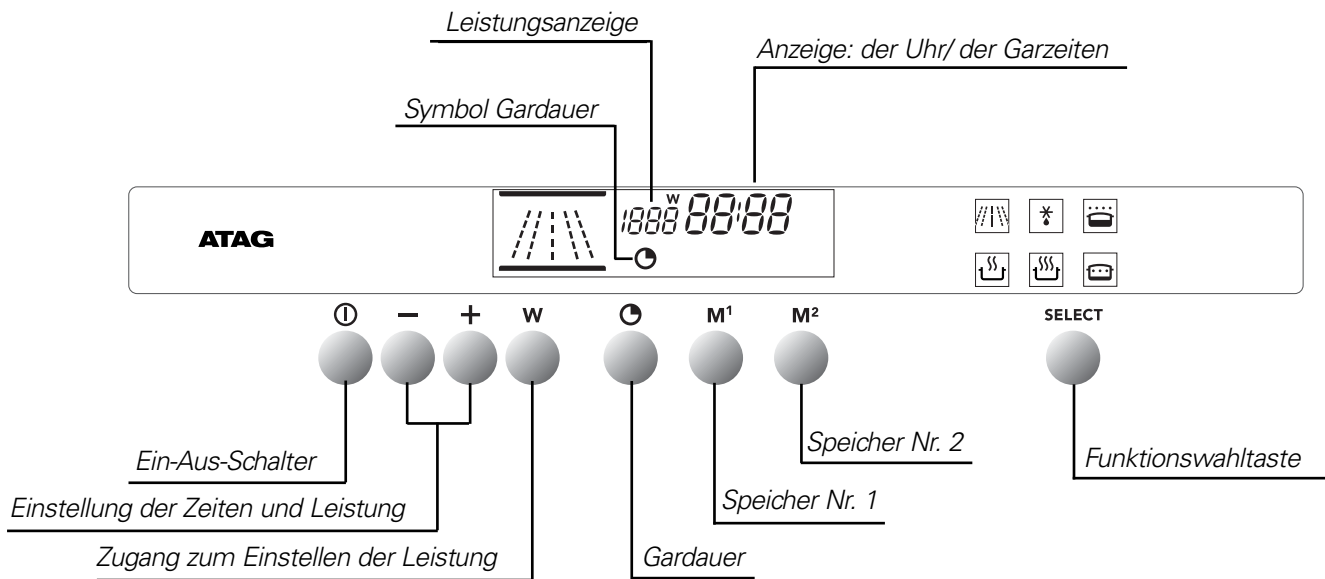 Leistungsanzeige
Anzeige: der Uhr/ der Garzeiten
Symbol Gardauer
ATAG
1888 W 88:88
− + W M¹ M² SELECT
Ein-Aus-Schalter
Speicher Nr. 2
Funktionswahltaste
Einstellung der Zeiten und Leistung
Speicher Nr. 1
Zugang zum Einstellen der Leistung
Gardauer